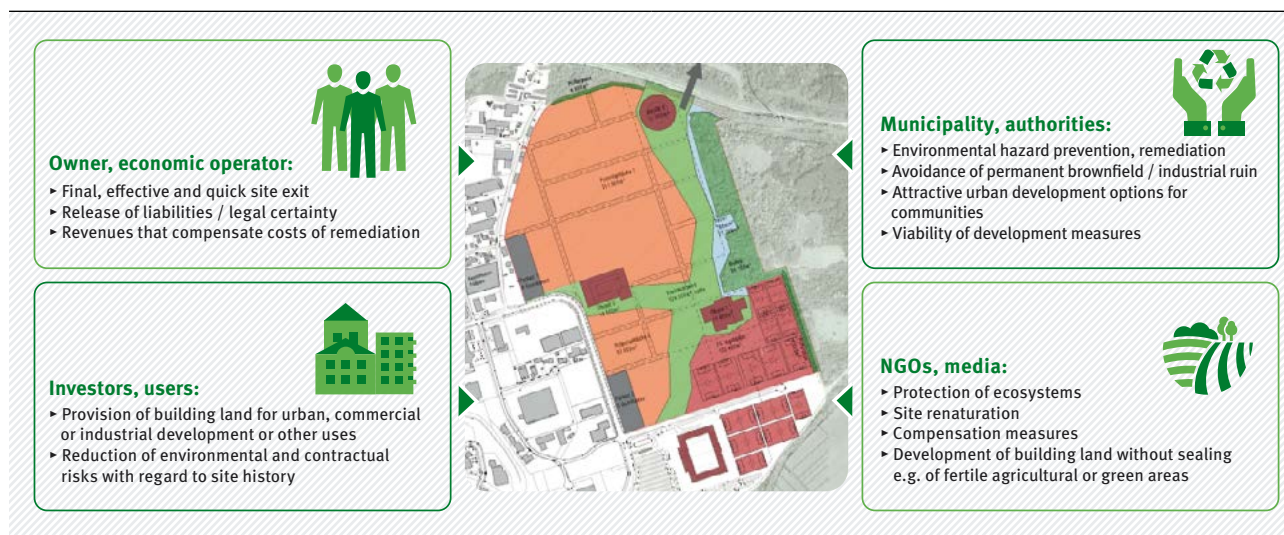 Owner, economic operator:
▸ Final, effective and quick site exit
▸ Release of liabilities / legal certainty
▸ Revenues that compensate costs of remediation
Investors, users:
▸ Provision of building land for urban, commercial
or industrial development or other uses
▸ Reduction of environmental and contractual
risks with regard to site history
Municipality, authorities:
▸ Environmental hazard prevention, remediation
▸ Avoidance of permanent brownfield / industrial ruin
▸ Attractive urban development options for
communities
▸ Viability of development measures
NGOs, media:
▸ Protection of ecosystems
▸ Site renaturation
▸ Compensation measures
▸ Development of building land without sealing
e.g. of fertile agricultural or green areas